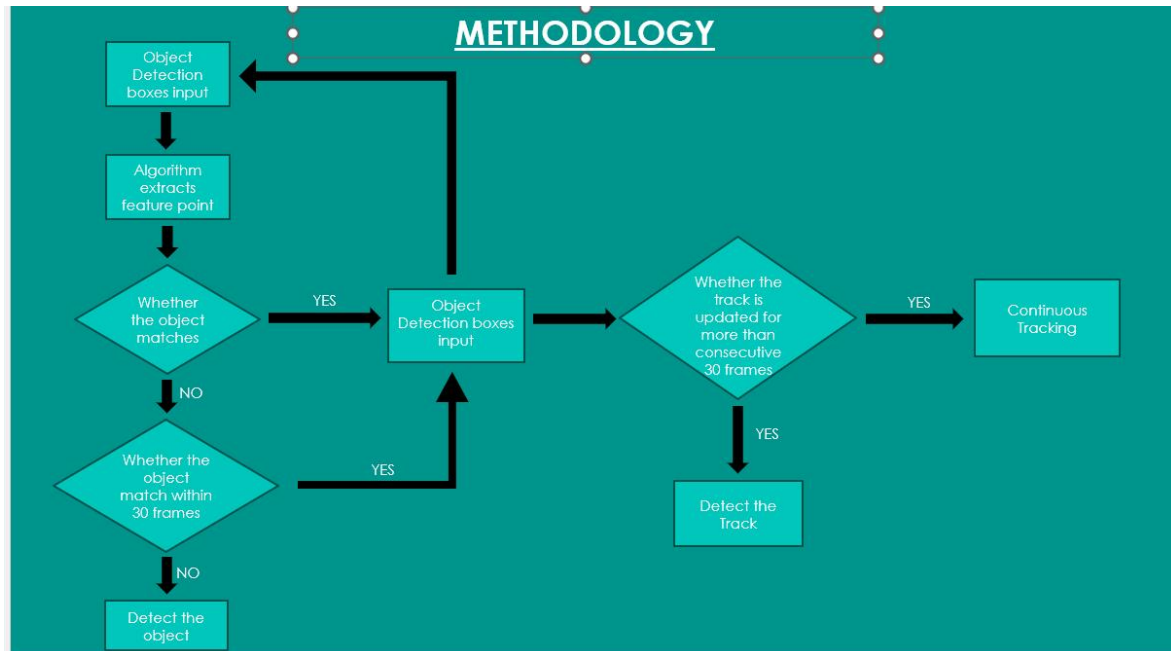 METHODOLOGY
Object
Detection
boxes input
Algorithm
extracts
feature point
Whether
the object
matches
YES
Object
Detection boxes
input
Whether the
track is
updated for
more than
consecutive
30 frames
YES
Continuous
Tracking
NO
Whether the
object
match within
30 frames
YES
YES
Detect the
Track
NO
Detect the
object